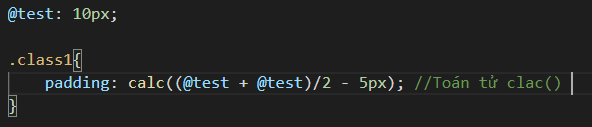 @test: 10px;
.class1{
padding: calc((@test + @test)/2 - 5px); //Toán tử clac()
}